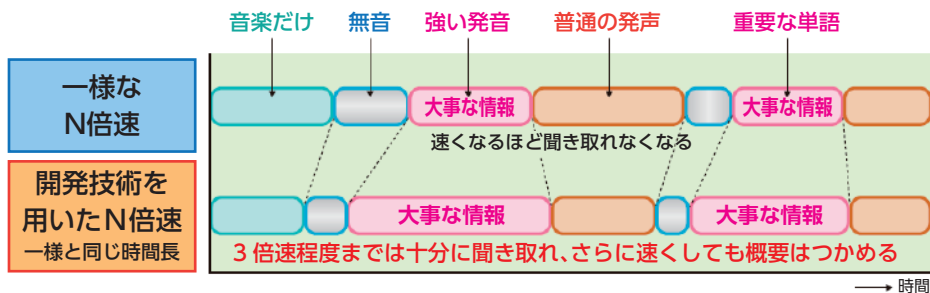 音楽だけ 無音 強い発音 普通の発声 重要な単語
一様な
N倍速
大事な情報 大事な情報
速くなるほど聞き取れなくなる
開発技術を
用いたN倍速
一様と同じ時間長
大事な情報 大事な情報
3倍速程度までは十分に聞き取れ、さらに速くしても概要はつかめる
時間